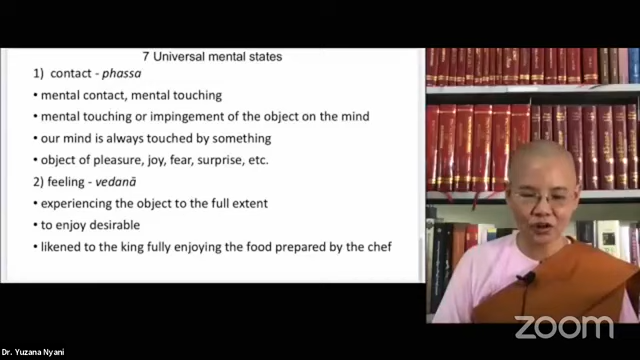 7 Universal mental states
1) contact - phassa
• mental contact, mental touching
• mental touching or impingement of the object on the mind
• our mind is always touched by something
• object of pleasure, joy, fear, surprise, etc.
2) feeling - vedanā
• experiencing the object to the full extent
• to enjoy desirable
• likened to the king fully enjoying the food prepared by the chef
zoom
Dr. Yuzana Nyani